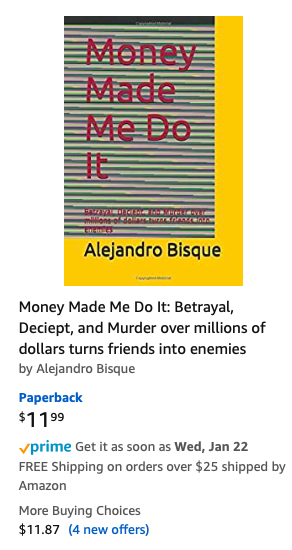 Money
Made
Me Do
It
Betrayal, Deciept, and Murder over
millions of dollars turns friends into
enemies
Alejandro Bisque
Money Made Me Do It: Betrayal,
Deciept, and Murder over millions of
dollars turns friends into enemies
by Alejandro Bisque
Paperback
$11.99
prime Get it as soon as Wed, Jan 22
FREE Shipping on orders over $25 shipped by
Amazon
More Buying Choices
$11.87 (4 new offers)